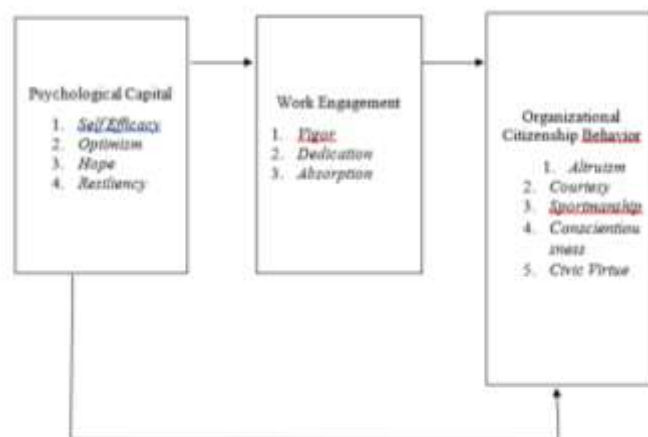 Psychological Capital
1. Self Efficacy
2. Optimism
3. Hope
4. Resiliency
Work Engagement
1. Vigor
2. Dedication
3. Absorption
Organizational
Citizenship Behavior
1. Altruism
2. Courtesy
3. Sportmanship
4. Conscientiou
sness
5. Civic Virtue